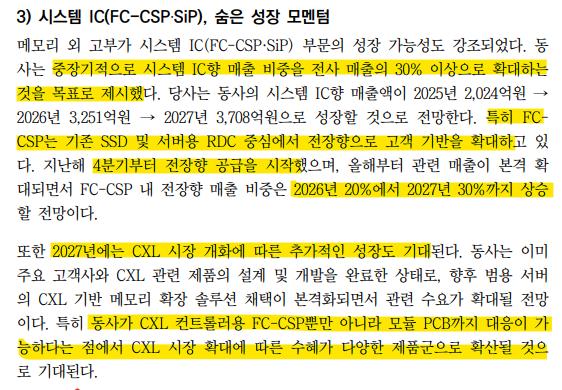 3) 시스템 IC(FC-CSP·SiP), 숨은 성장 모멘텀
메모리 외 고부가 시스템 IC(FC-CSP·SiP) 부문의 성장 가능성도 강조되었다. 동
사는 중장기적으로 시스템 IC향 매출 비중을 전사 매출의 30% 이상으로 확대하는
것을 목표로 제시했다. 당사는 동사의 시스템 IC향 매출액이 2025년 2,024억원 →
2026년 3,251억원 → 2027년 3,708억원으로 성장할 것으로 전망한다. 특히 FC-
CSP는 기존 SSD 및 서버용 RDC 중심에서 전장향으로 고객 기반을 확대하고 있
다. 지난해 4분기부터 전장향 공급을 시작했으며, 올해부터 관련 매출이 본격 확
대되면서 FC-CSP 내 전장향 매출 비중은 2026년 20%에서 2027년 30%까지 상승
할 전망이다.
또한 2027년에는 CXL 시장 개화에 따른 추가적인 성장도 기대된다. 동사는 이미
주요 고객사와 CXL 관련 제품의 설계 및 개발을 완료한 상태로, 향후 범용 서버
의 CXL 기반 메모리 확장 솔루션 채택이 본격화되면서 관련 수요가 확대될 전망
이다. 특히 동사가 CXL 컨트롤러용 FC-CSP뿐만 아니라 모듈 PCB까지 대응이 가
능하다는 점에서 CXL 시장 확대에 따른 수혜가 다양한 제품군으로 확산될 것으
로 기대된다.